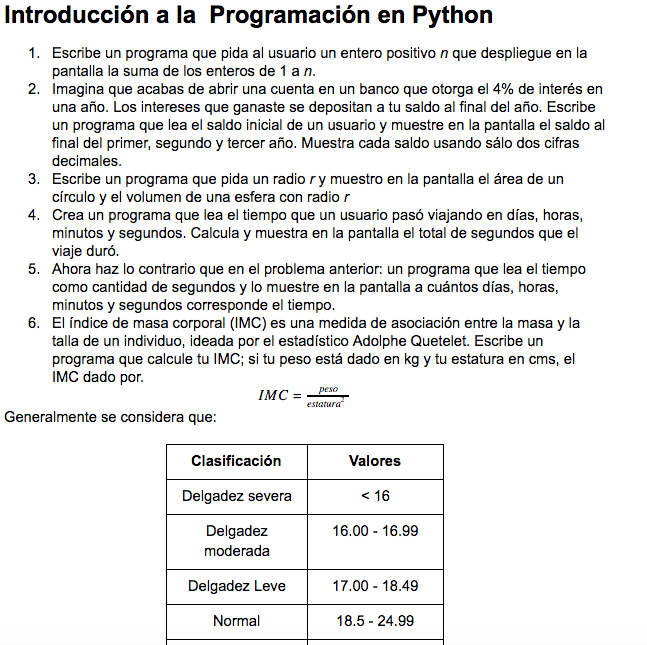 Introducción a la  Programación en Python
1. Escribe un programa que pida al usuario un entero positivo n que despliegue en la
pantalla la suma de los enteros de 1 a n.
2. Imagina que acabas de abrir una cuenta en un banco que otorga el 4% de interés en
una año. Los intereses que ganaste se depositan a tu saldo al final del año. Escribe
un programa que lea el saldo inicial de un usuario y muestre en la pantalla el saldo al
final del primer, segundo y tercer año. Muestra cada saldo usando sálo dos cifras
decimales.
3. Escribe un programa que pida un radio r y muestro en la pantalla el área de un
círculo y el volumen de una esfera con radio r
4. Crea un programa que lea el tiempo que un usuario pasó viajando en días, horas,
minutos y segundos. Calcula y muestra en la pantalla el total de segundos que el
viaje duró.
5. Ahora haz lo contrario que en el problema anterior: un programa que lea el tiempo
como cantidad de segundos y lo muestre en la pantalla a cuántos días, horas,
minutos y segundos corresponde el tiempo.
6. El índice de masa corporal (IMC) es una medida de asociación entre la masa y la
talla de un individuo, ideada por el estadístico Adolphe Quetelet. Escribe un
programa que calcule tu IMC; si tu peso está dado en kg y tu estatura en cms, el
IMC dado por.
IMC = peso / estatura²
Generalmente se considera que:
Clasificación Valores
Delgadez severa < 16
Delgadez 16.00 - 16.99
moderada
Delgadez Leve 17.00 - 18.49
Normal 18.5 - 24.99